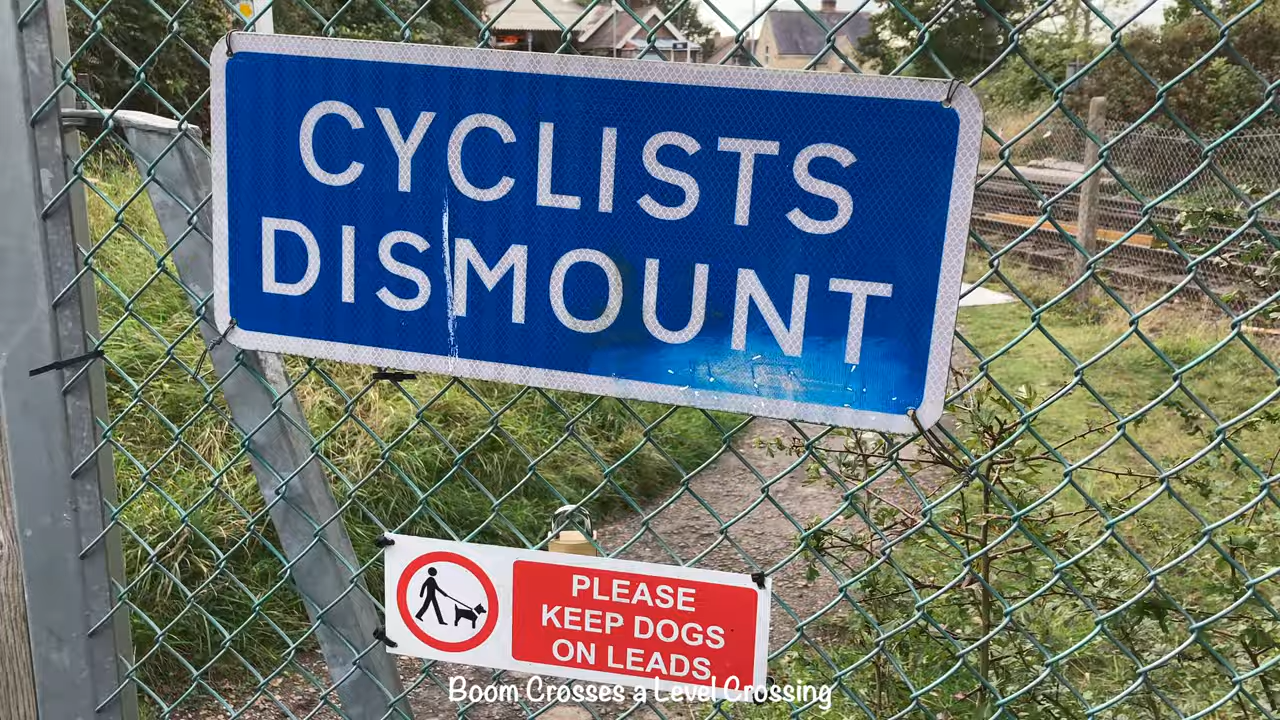 CYCLISTS
DISMOUNT
PLEASE
KEEP DOGS
ON LEADS
Boom Crosses a Level Crossing